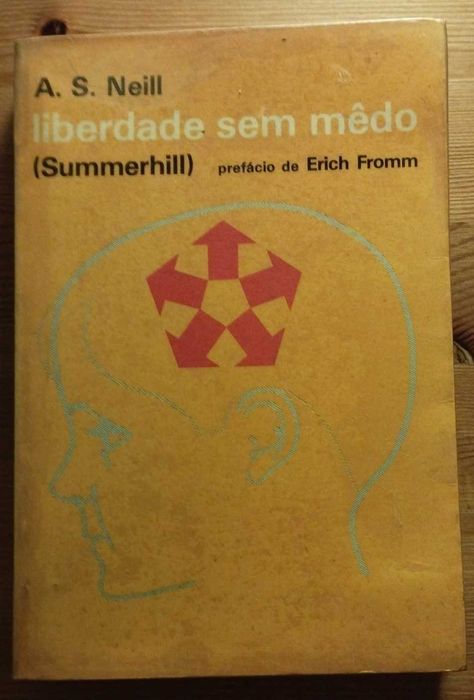 A. S. Neill
liberdade sem mêdo
(Summerhill) prefácio de Erich Fromm